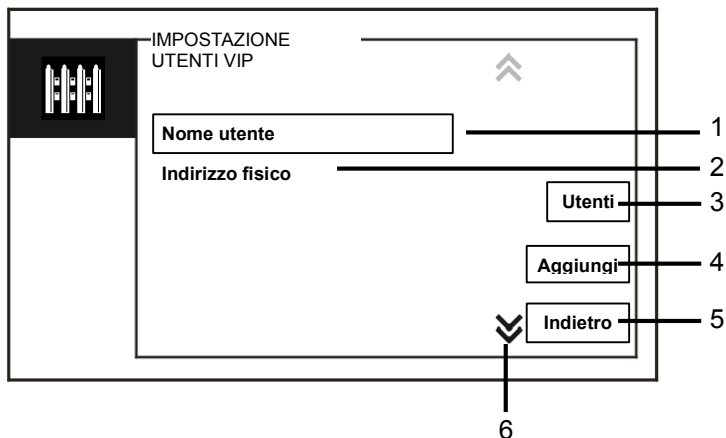 IMPOSTAZIONE
UTENTI VIP
Nome utente
1
Indirizzo fisico
2
Utenti
3
Aggiungi
4
Indietro
5
6